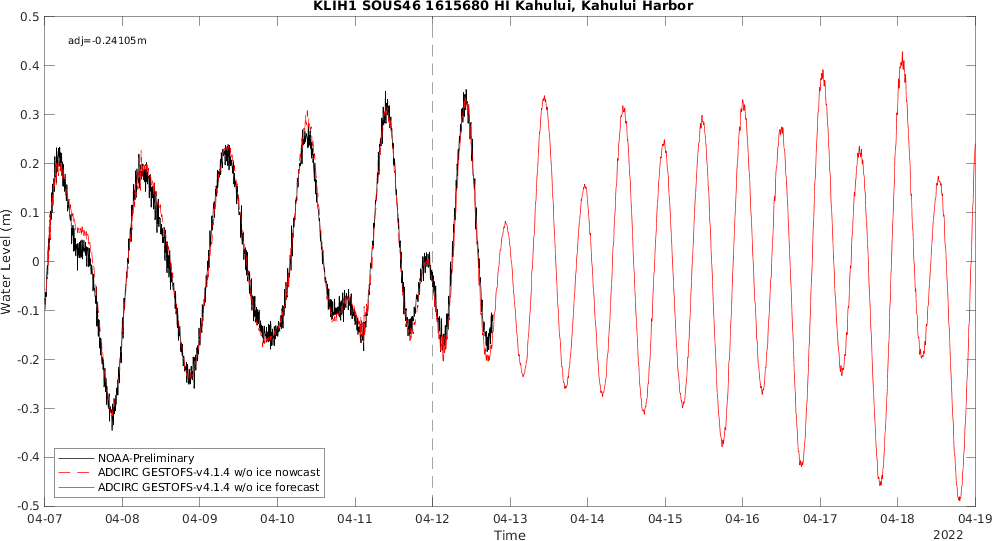 KLIH1 SOUS46 1615680 HI Kahului, Kahului Harbor
adj=-0.24105m
0.5
0.4
0.3
0.2
0.1
0
-0.1
-0.2
-0.3
-0.4
-0.5
Water Level (m)
NOAA-Preliminary
ADCIRC GESTOFS-v4.1.4 w/o ice nowcast
ADCIRC GESTOFS-v4.1.4 w/o ice forecast
04-07 04-08 04-09 04-10 04-11 04-12 04-13 04-14 04-15 04-16 04-17 04-18 04-19
Time
2022